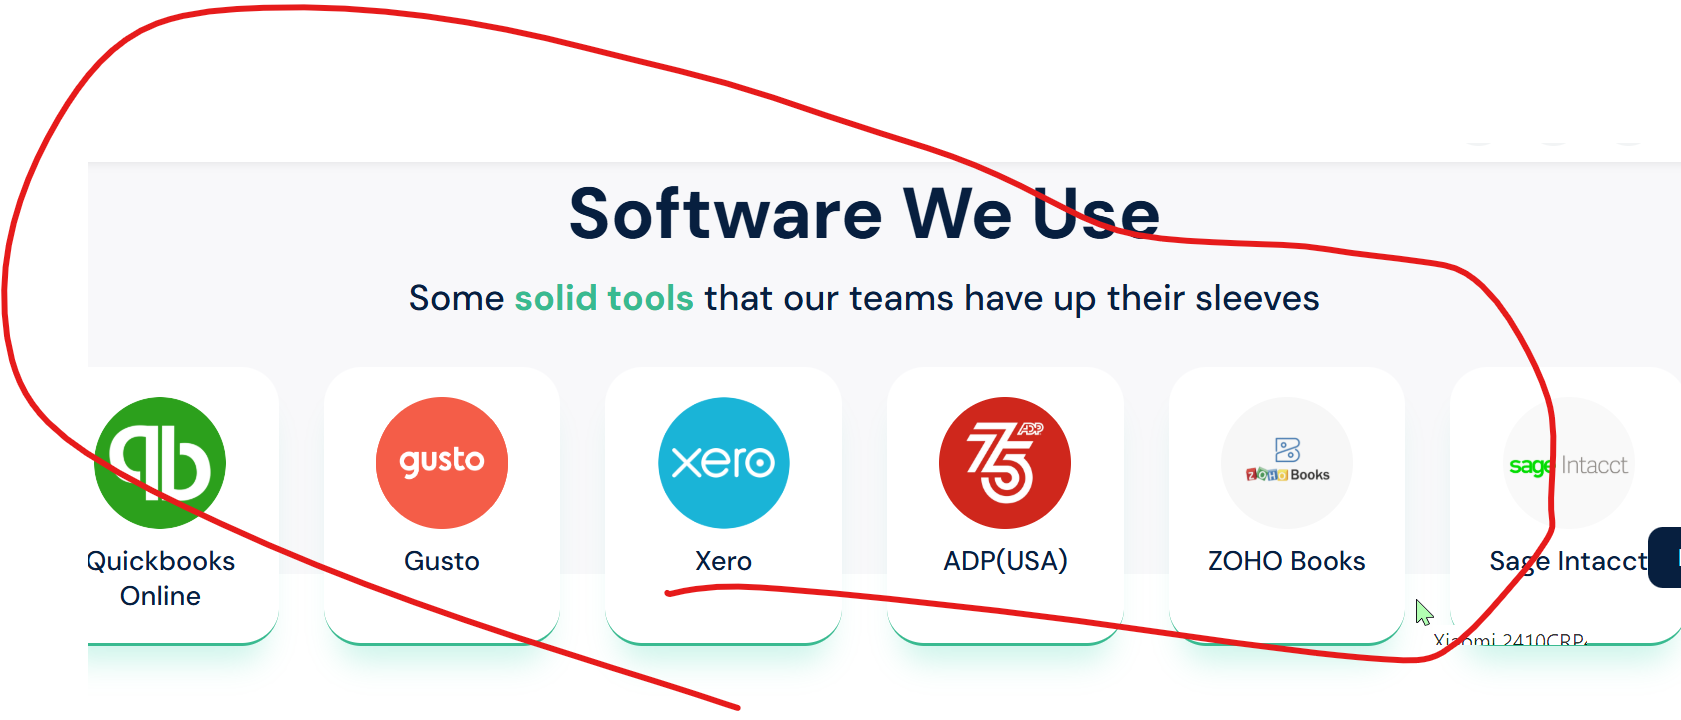 Software We Use
Some solid tools that our teams have up their sleeves
qb
gusto
xero
ADP
75
ZOHO Books
sage Intacct
Quickbooks
Online
Gusto
Xero
ADP(USA)
ZOHO Books
Sage Intacct
Xiaomi 2410CRP